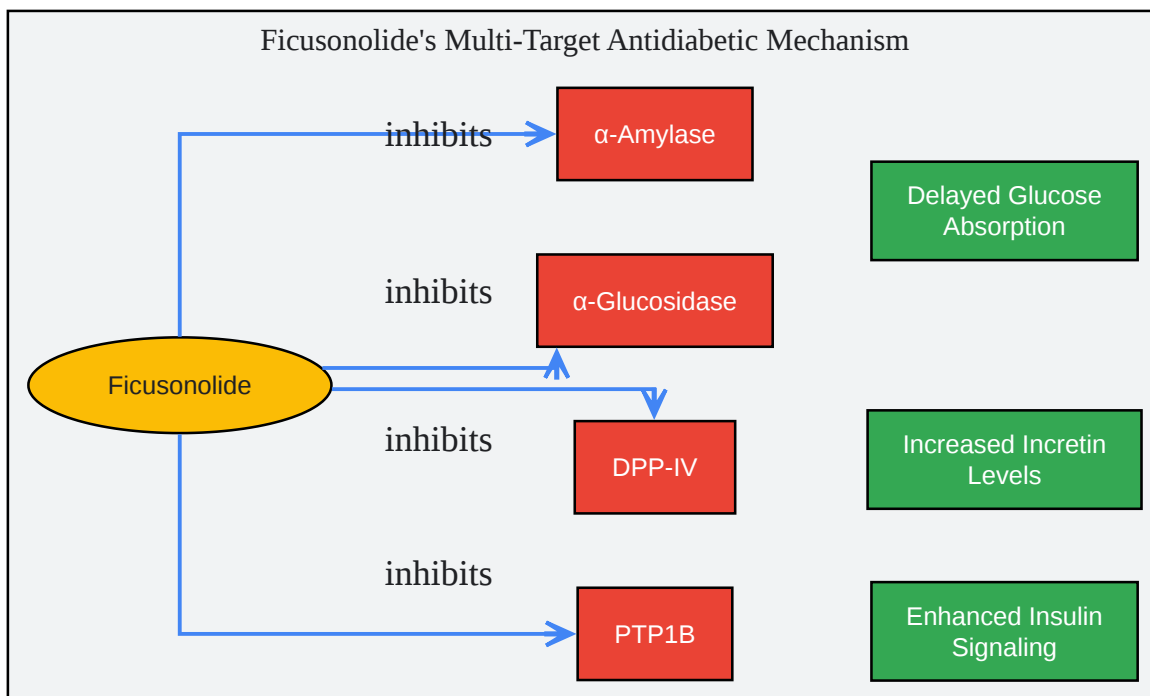 Ficusonolide's Multi-Target Antidiabetic Mechanism
inhibits
α-Amylase
Delayed Glucose
Absorption
inhibits
α-Glucosidase
Ficusonolide
inhibits
DPP-IV
Increased Incretin
Levels
inhibits
PTP1B
Enhanced Insulin
Signaling